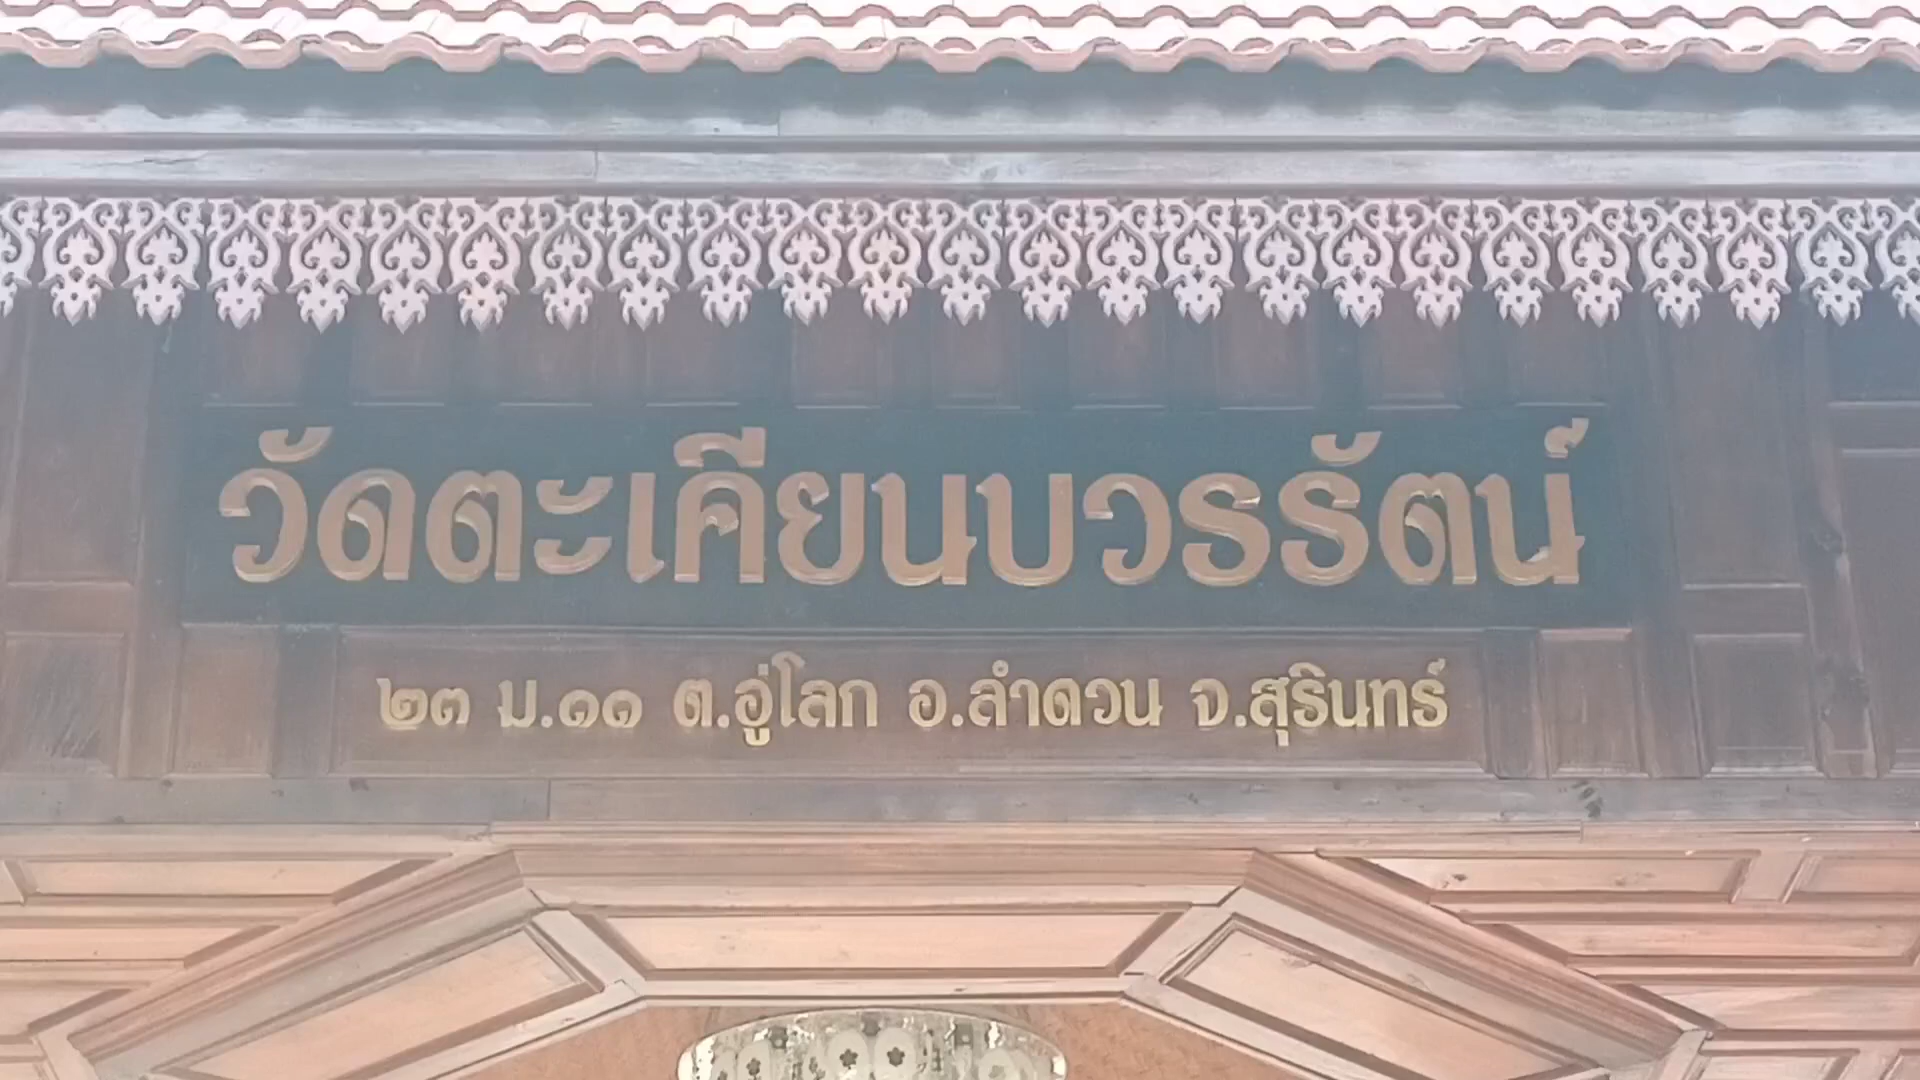 วัดตะเคียนบวรรัตน์
๒๓ ม.๑๑ ต.อู่โลก อ.ลำดวน จ.สุรินทร์